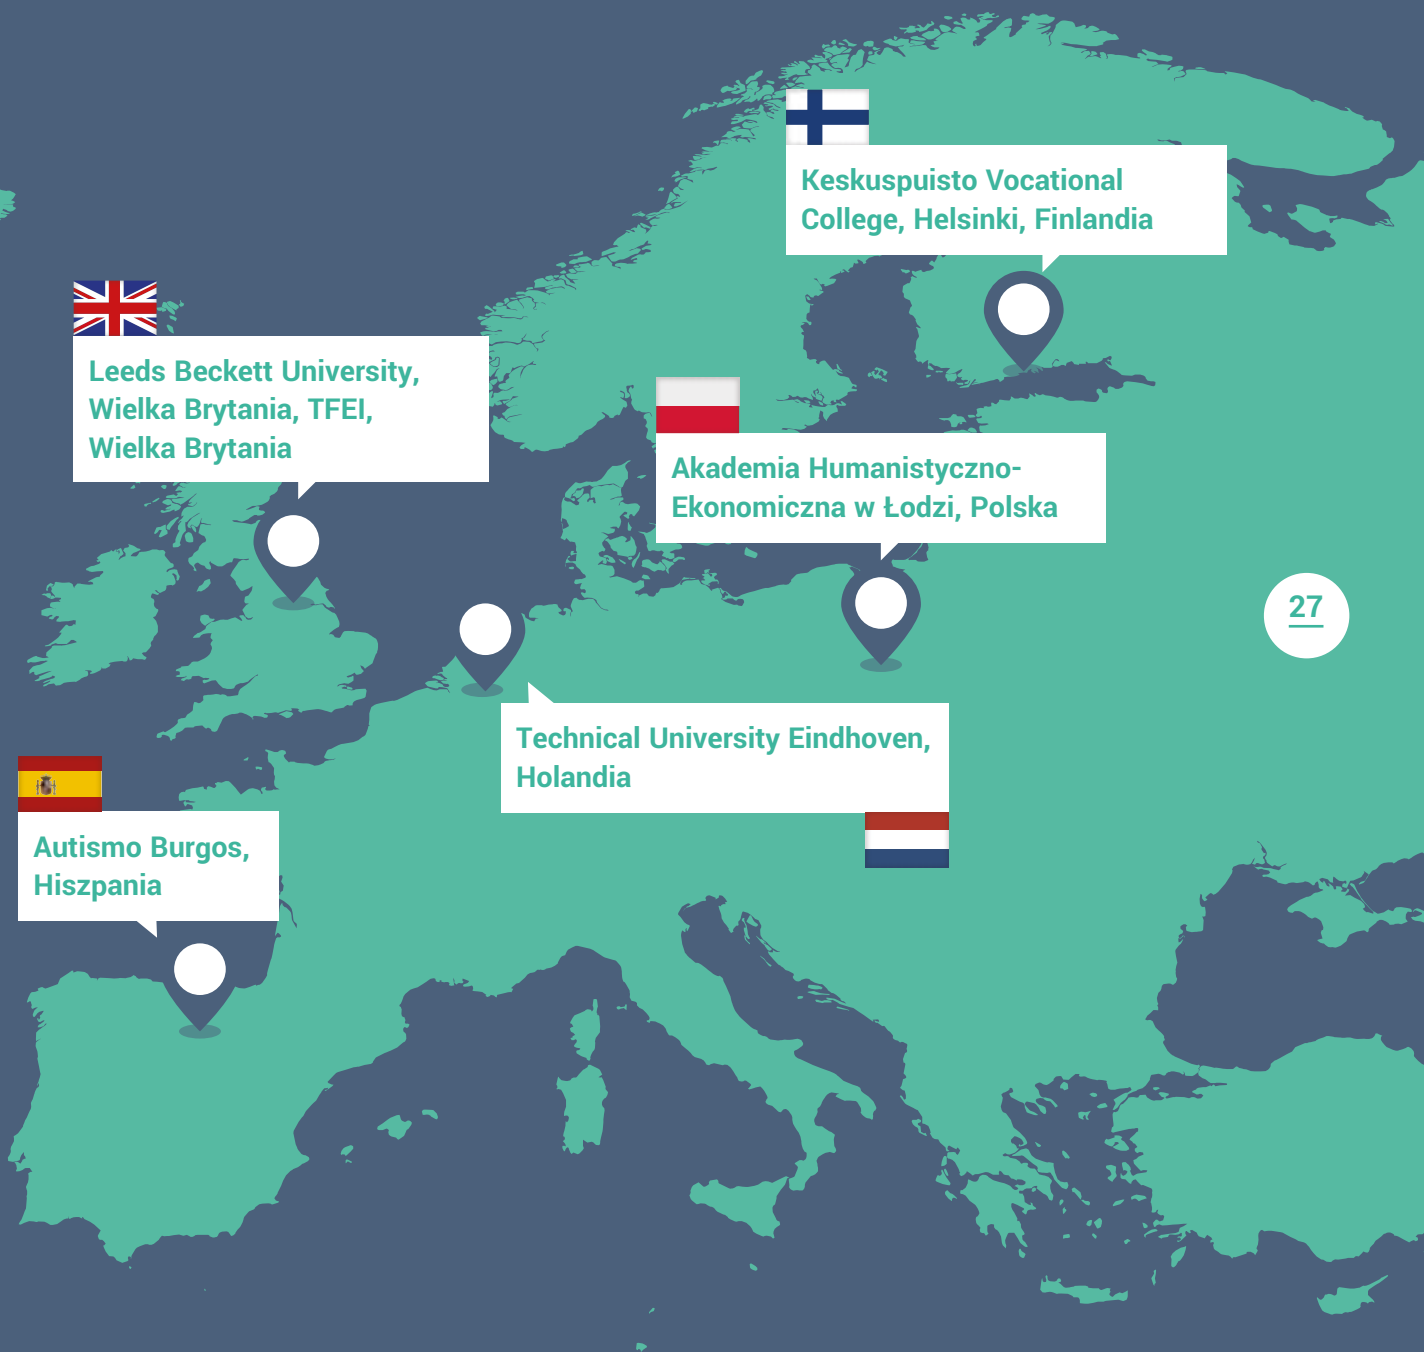 Keskuspuisto Vocational
College, Helsinki, Finlandia
Leeds Beckett University,
Wielka Brytania, TFEI,
Wielka Brytania
Akademia Humanistyczno-
Ekonomiczna w Łodzi, Polska
27
Technical University Eindhoven,
Holandia
Autismo Burgos,
Hiszpania